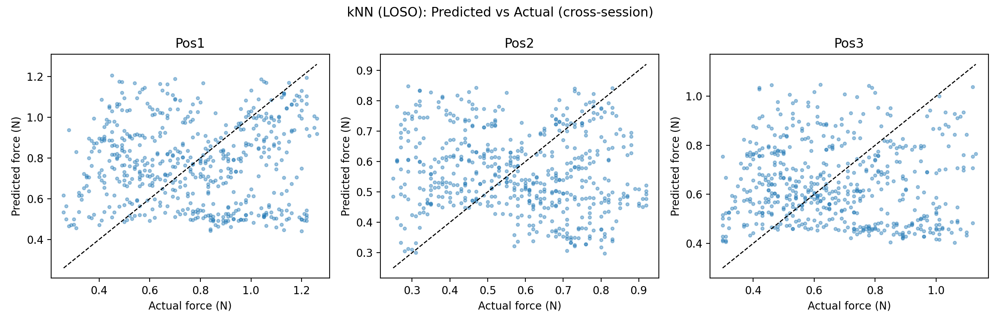 kNN (LOSO): Predicted vs Actual (cross-session)
Pos1
Pos2
Pos3
Predicted force (N)
1.2
1.0
0.8
0.6
0.4
0.4 0.6 0.8 1.0 1.2
Actual force (N)
Predicted force (N)
0.9
0.8
0.7
0.6
0.5
0.4
0.3
0.3 0.4 0.5 0.6 0.7 0.8 0.9
Actual force (N)
Predicted force (N)
1.0
0.8
0.6
0.4
0.4 0.6 0.8 1.0
Actual force (N)